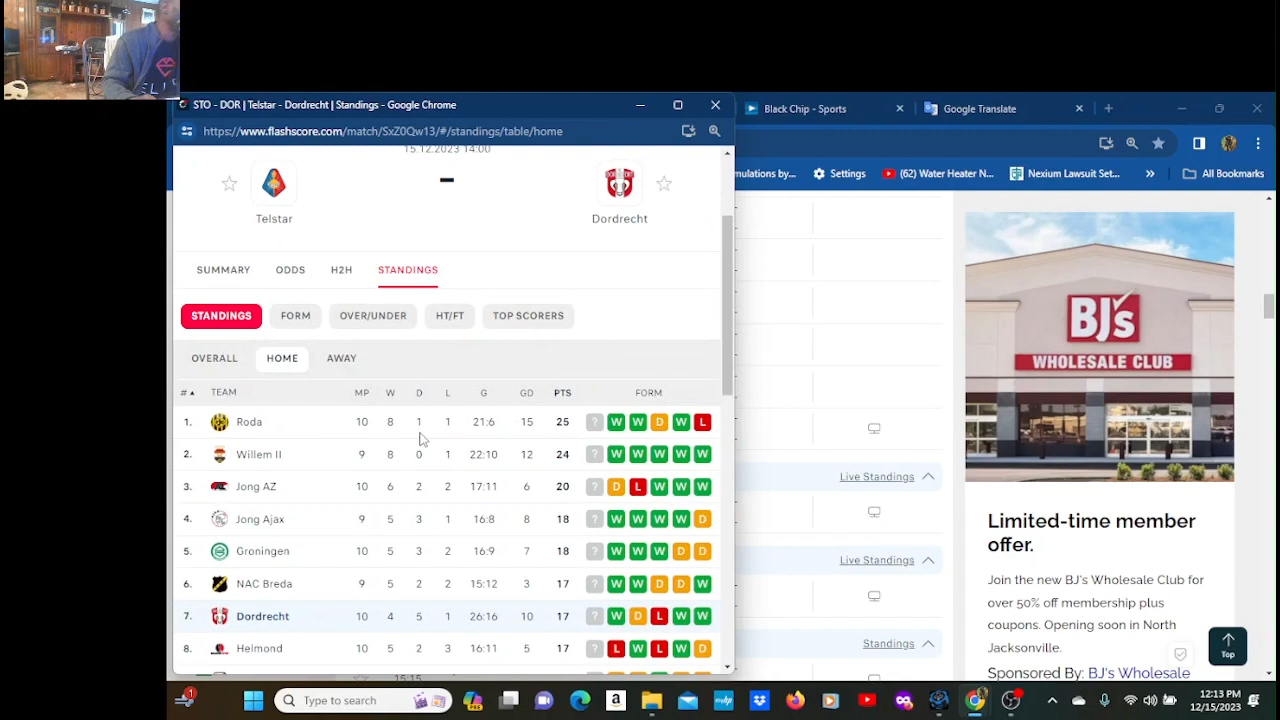 STO - DOR | Telstar - Dordrecht | Standings - Google Chrome
Black Chip - Sports
Google Translate
https://www.flashscore.com/match/SxZ0Qw13/#/standings/table/home
mulations by...
Settings
(62) Water Heater N...
Nexium Lawsuit Set...
All Bookmarks
15.12.2023 14:00
-
Telstar
Dordrecht
SUMMARY ODDS H2H STANDINGS
STANDINGS FORM OVER/UNDER HT/FT TOP SCORERS
OVERALL HOME AWAY
# TEAM MP W D L G GD PTS FORM
1. Roda 10 8 1 1 21:6 15 25 ? W W D W L
2. Willem II 9 8 0 1 22:10 12 24 ? W W W W W
3. Jong AZ 10 6 2 2 17:11 6 20 ? D L W W W
4. Jong Ajax 9 5 3 1 16:8 8 18 ? W W W W D
5. Groningen 10 5 3 2 16:9 7 18 ? W W W D D
6. NAC Breda 9 5 2 2 15:12 3 17 ? W W D D W
7. Dordrecht 10 4 5 1 26:16 10 17 ? W D L W W
8. Helmond 10 5 2 3 16:11 5 17 ? L W L W D
15:15
Live Standings
Live Standings
Standings
BJ's
WHOLESALE CLUB
Limited-time member
offer.
Join the new BJ's Wholesale Club for
over 50% off membership plus
coupons. Opening soon in North
Jacksonville.
Sponsored By: BJ's Wholesale
Top
1
Type to search
12:13 PM
12/15/2023